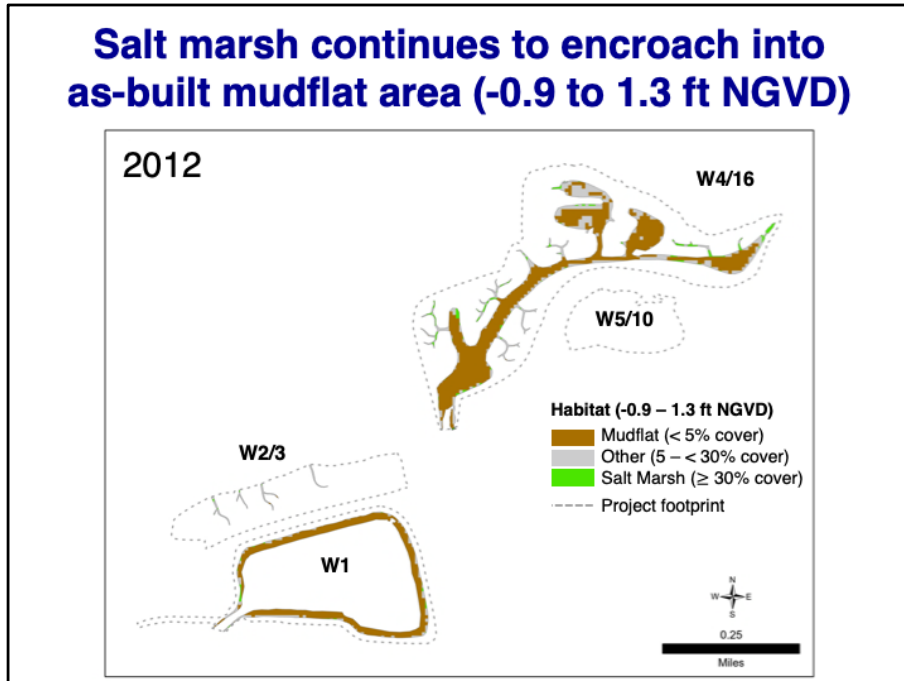 Salt marsh continues to encroach into
as-built mudflat area (-0.9 to 1.3 ft NGVD)
2012
W4/16
W5/10
Habitat (-0.9 – 1.3 ft NGVD)
Mudflat (< 5% cover)
Other (5 – < 30% cover)
Salt Marsh (≥ 30% cover)
Project footprint
W2/3
W1
N
W E
S
0.25
Miles